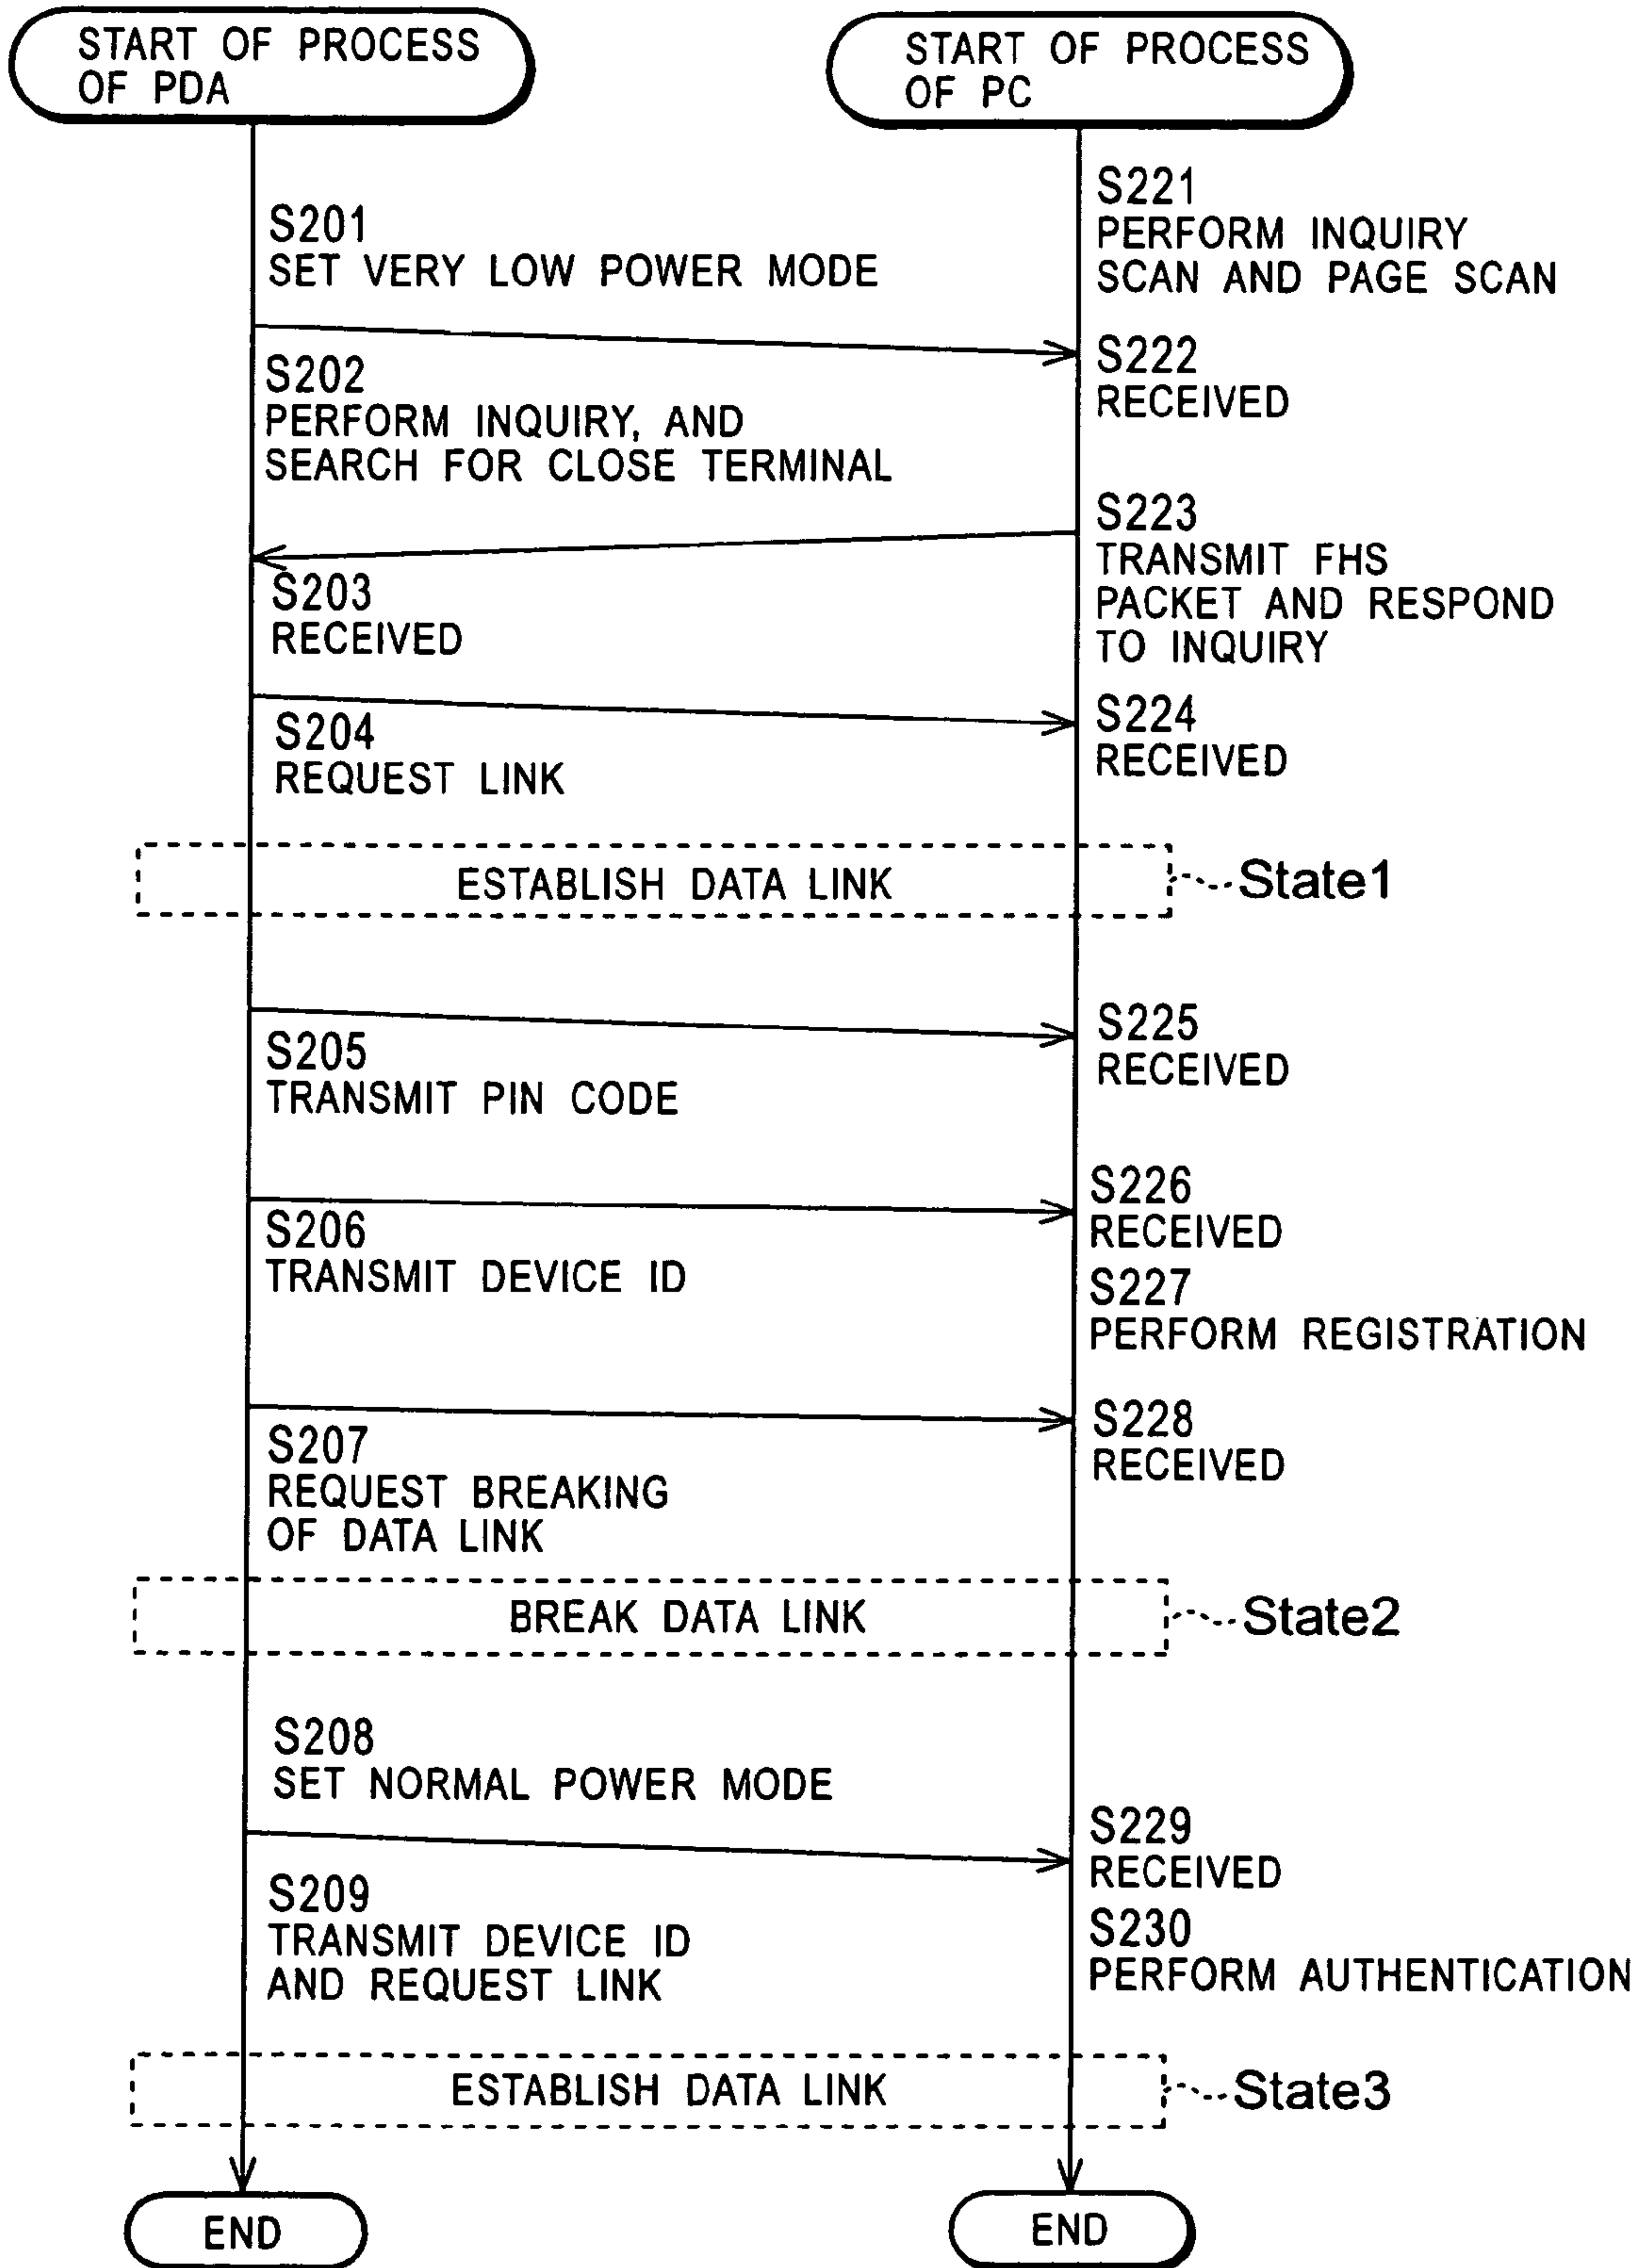 START OF PROCESS
OF PDA
START OF PROCESS
OF PC
S221
PERFORM INQUIRY
SCAN AND PAGE SCAN
S201
SET VERY LOW POWER MODE
S222
RECEIVED
S202
PERFORM INQUIRY, AND
SEARCH FOR CLOSE TERMINAL
S223
TRANSMIT FHS
PACKET AND RESPOND
TO INQUIRY
S203
RECEIVED
S224
RECEIVED
S204
REQUEST LINK
ESTABLISH DATA LINK
State1
S225
RECEIVED
S205
TRANSMIT PIN CODE
S226
RECEIVED
S206
TRANSMIT DEVICE ID
S227
PERFORM REGISTRATION
S228
RECEIVED
S207
REQUEST BREAKING
OF DATA LINK
BREAK DATA LINK
State2
S208
SET NORMAL POWER MODE
S229
RECEIVED
S209
TRANSMIT DEVICE ID
AND REQUEST LINK
S230
PERFORM AUTHENTICATION
ESTABLISH DATA LINK
State3
END
END